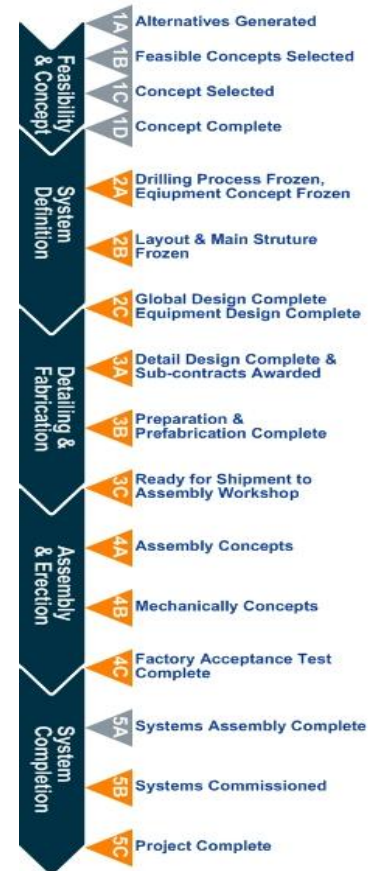 Feasibility
& Concept
1A
Alternatives Generated
1B
Feasible Concepts Selected
1C
Concept Selected
1D
Concept Complete
System
Definition
2A
Drilling Process Frozen,
Eqiupment Concept Frozen
2B
Layout & Main Struture
Frozen
2C
Global Design Complete
Equipment Design Complete
Detailing &
Fabrication
3A
Detail Design Complete &
Sub-contracts Awarded
3B
Preparation &
Prefabrication Complete
3C
Ready for Shipment to
Assembly Workshop
Assembly
& Erection
4A
Assembly Concepts
4B
Mechanically Concepts
4C
Factory Acceptance Test
Complete
System
Completion
5A
Systems Assembly Complete
5B
Systems Commissioned
5C
Project Complete